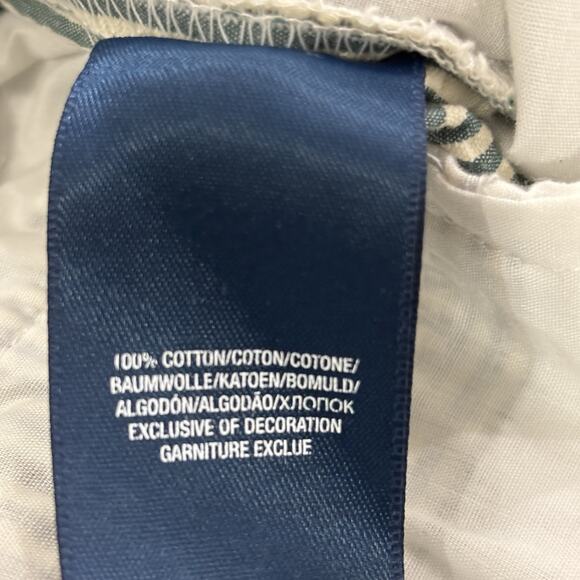 100% COTTON/COTON/COTONE/
BAUMWOLLE/KATOEN/BOMULD/
ALGODÓN/ALGODÃO/ХЛОПОК
EXCLUSIVE OF DECORATION
GARNITURE EXCLUE